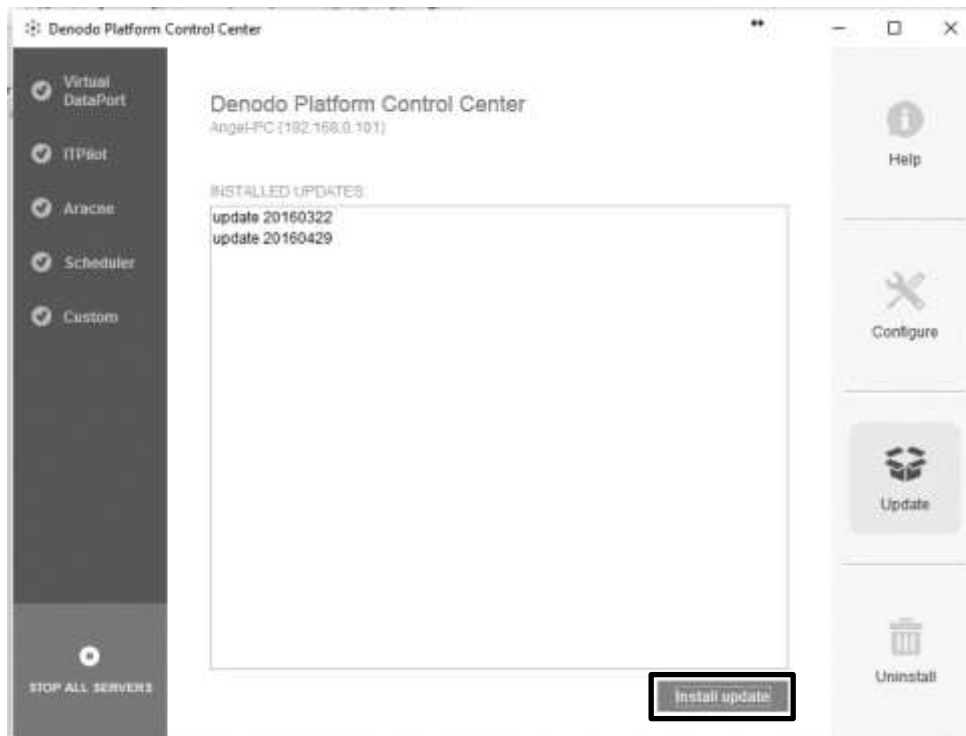 Denodo Platform Control Center
Virtual
DataPort
ITPilot
Aracne
Scheduler
Custom
STOP ALL SERVERS
Denodo Platform Control Center
Angel-PC (192.168.0.101)
INSTALLED UPDATES:
update 20160322
update 20160429
Install update
Help
Configure
Update
Uninstall